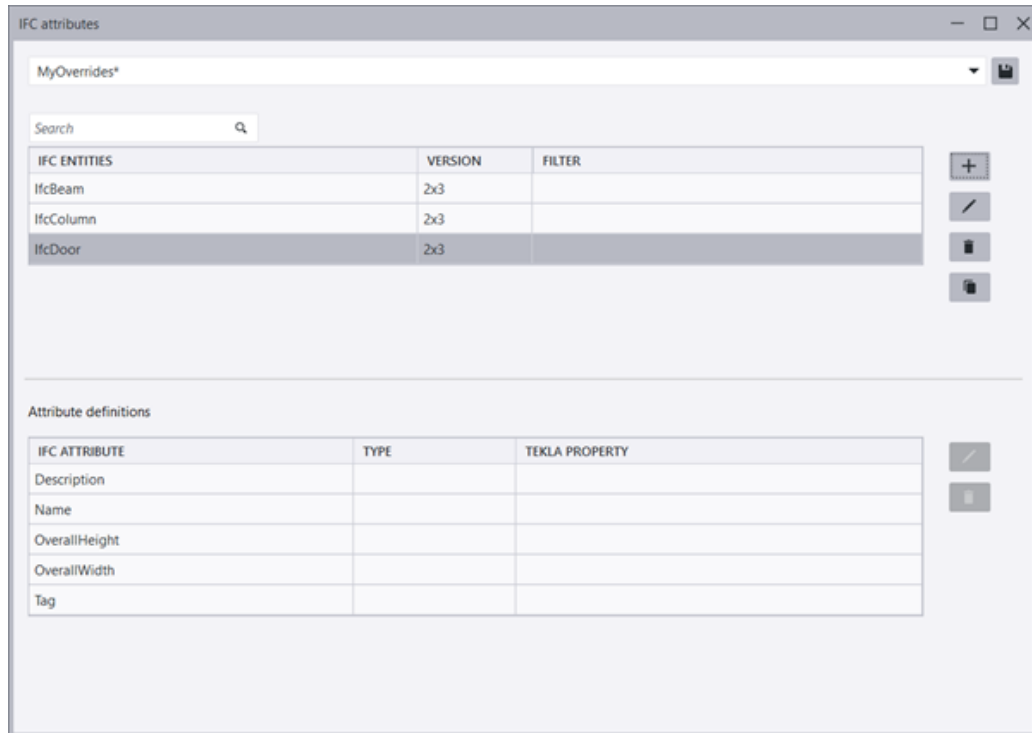 IFC attributes
MyOverrides*
Search
IFC ENTITIES VERSION FILTER
IfcBeam 2x3
IfcColumn 2x3
IfcDoor 2x3
Attribute definitions
IFC ATTRIBUTE TYPE TEKLA PROPERTY
Description
Name
OverallHeight
OverallWidth
Tag